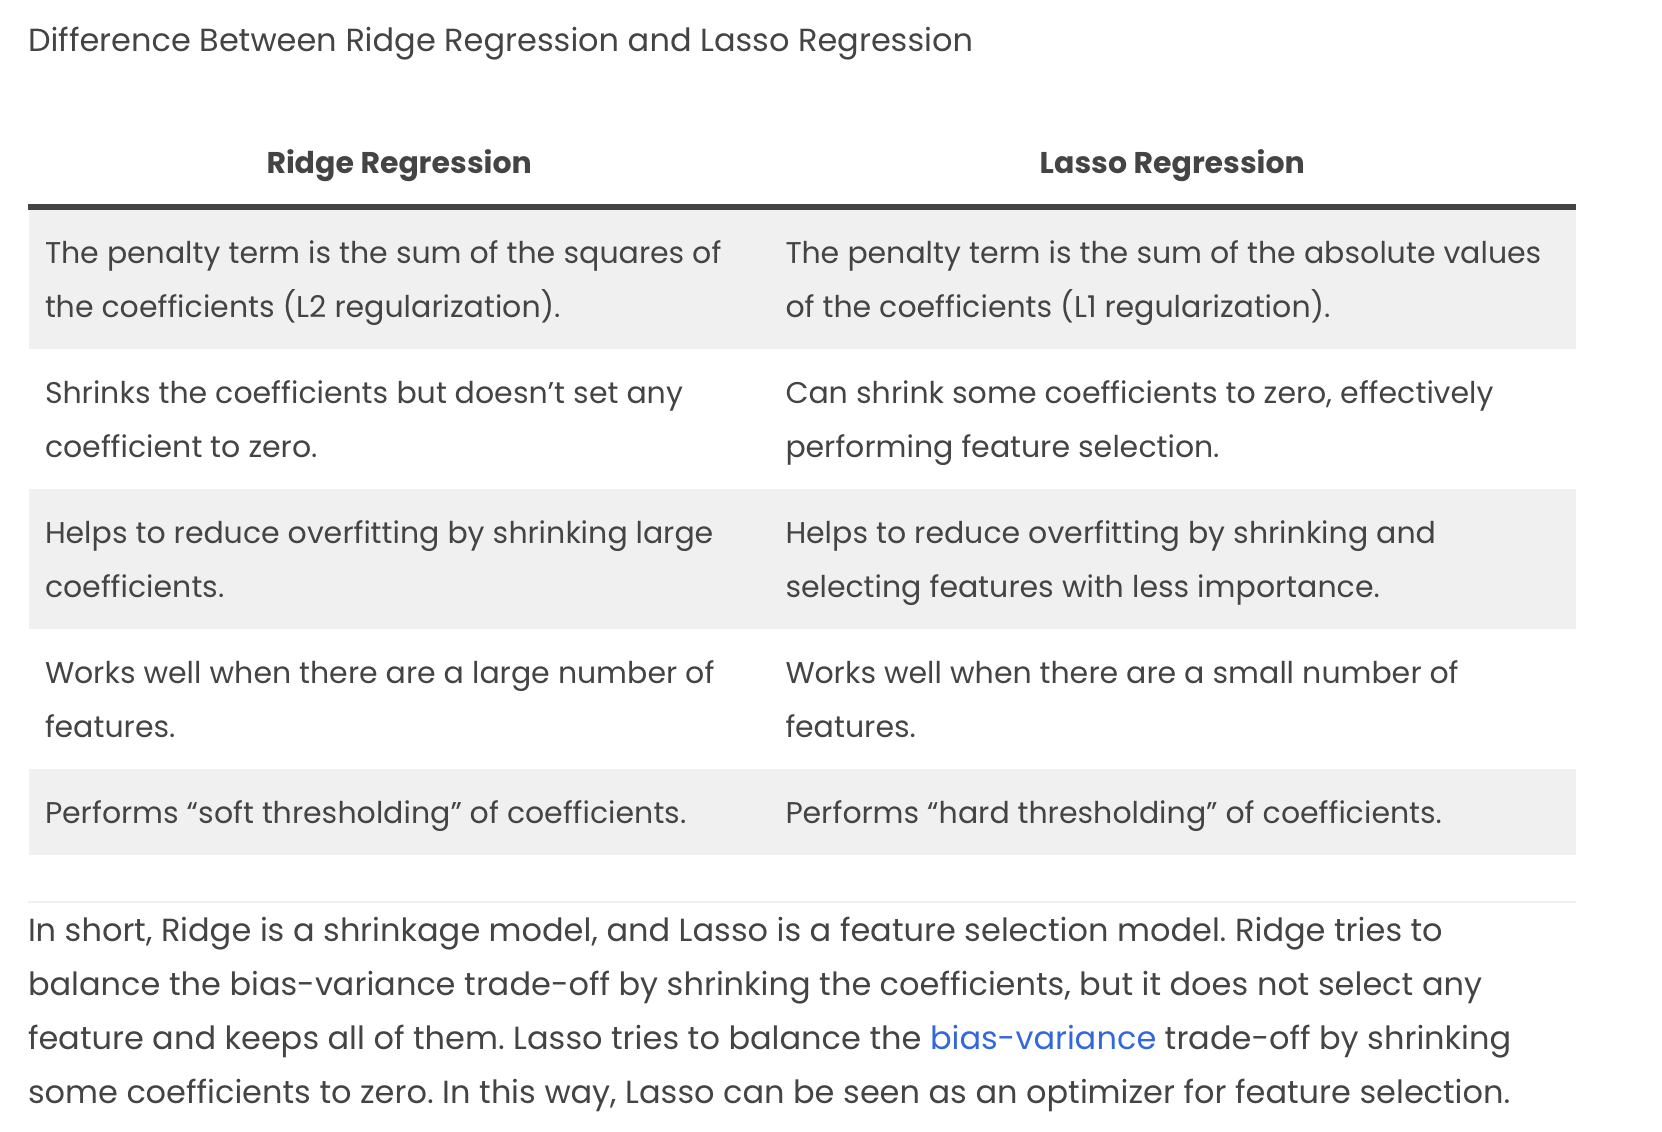 Difference Between Ridge Regression and Lasso Regression
Ridge Regression
Lasso Regression
The penalty term is the sum of the squares of
the coefficients (L2 regularization).
The penalty term is the sum of the absolute values
of the coefficients (L1 regularization).
Shrinks the coefficients but doesn’t set any
coefficient to zero.
Can shrink some coefficients to zero, effectively
performing feature selection.
Helps to reduce overfitting by shrinking large
coefficients.
Helps to reduce overfitting by shrinking and
selecting features with less importance.
Works well when there are a large number of
features.
Works well when there are a small number of
features.
Performs “soft thresholding” of coefficients.
Performs “hard thresholding” of coefficients.
In short, Ridge is a shrinkage model, and Lasso is a feature selection model. Ridge tries to
balance the bias-variance trade-off by shrinking the coefficients, but it does not select any
feature and keeps all of them. Lasso tries to balance the bias-variance trade-off by shrinking
some coefficients to zero. In this way, Lasso can be seen as an optimizer for feature selection.